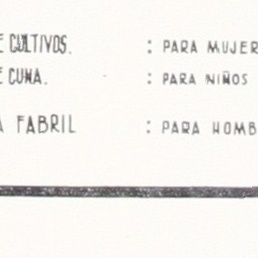 E CULTIVOS. : PARA MUJER
E CUNA. : PARA NIÑOS
A FABRIL : PARA HOMB